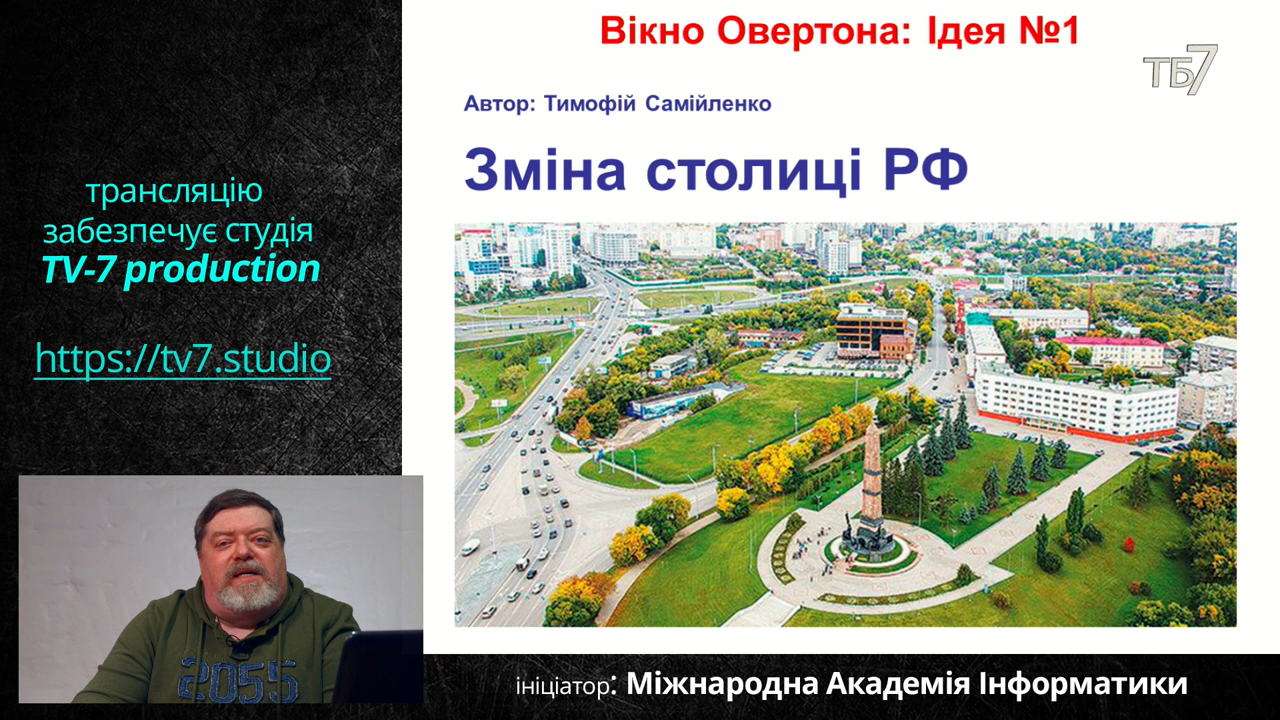 Вікно Овертона: Ідея №1
ТБ7
Автор: Тимофій Самійленко
Зміна столиці РФ
трансляцію
забезпечує студія
TV-7 production
https://tv7.studio
2055
ініціатор: Міжнародна Академія Інформатики